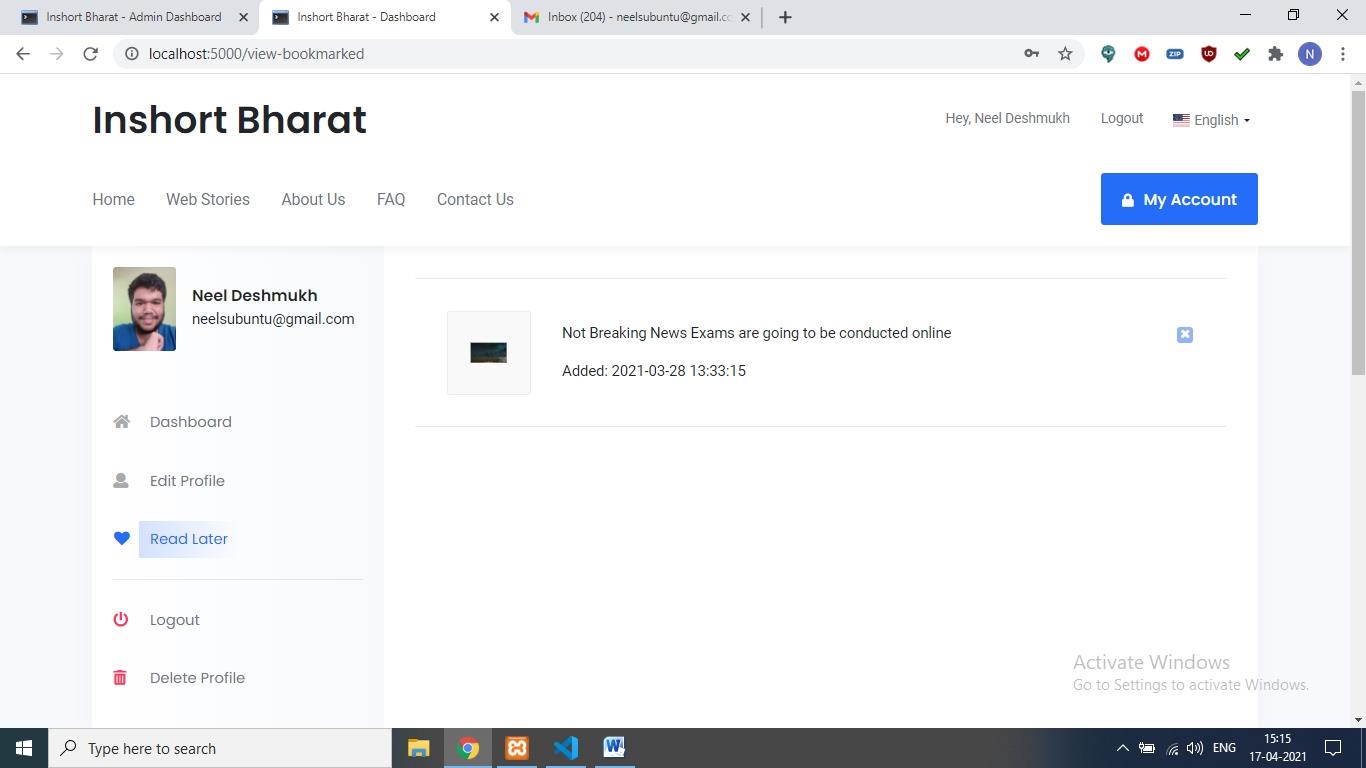 Inshort Bharat - Admin Dashboard
Inshort Bharat - Dashboard
Inbox (204) - neelsubuntu@gmail.cc
localhost:5000/view-bookmarked
ZIP
N
Inshort Bharat
Hey, Neel Deshmukh
Logout
English
Home
Web Stories
About Us
FAQ
Contact Us
My Account
Neel Deshmukh
neelsubuntu@gmail.com
Not Breaking News Exams are going to be conducted online
Added: 2021-03-28 13:33:15
Dashboard
Edit Profile
Read Later
Logout
Delete Profile
Activate Windows
Go to Settings to activate Windows.
Type here to search
ENG
15:15
17-04-2021